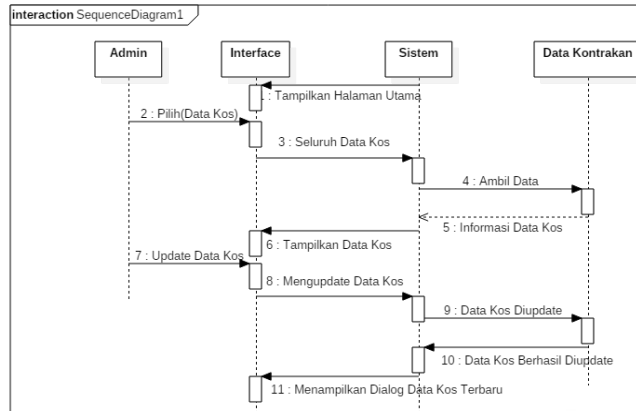 interaction SequenceDiagram1
Admin
Interface
Sistem
Data Kontrakan
1 : Tampilkan Halaman Utama
2 : Pilih(Data Kos)
3 : Seluruh Data Kos
4 : Ambil Data
5 : Informasi Data Kos
6 : Tampilkan Data Kos
7 : Update Data Kos
8 : Mengupdate Data Kos
9 : Data Kos Diupdate
10 : Data Kos Berhasil Diupdate
11 : Menampilkan Dialog Data Kos Terbaru